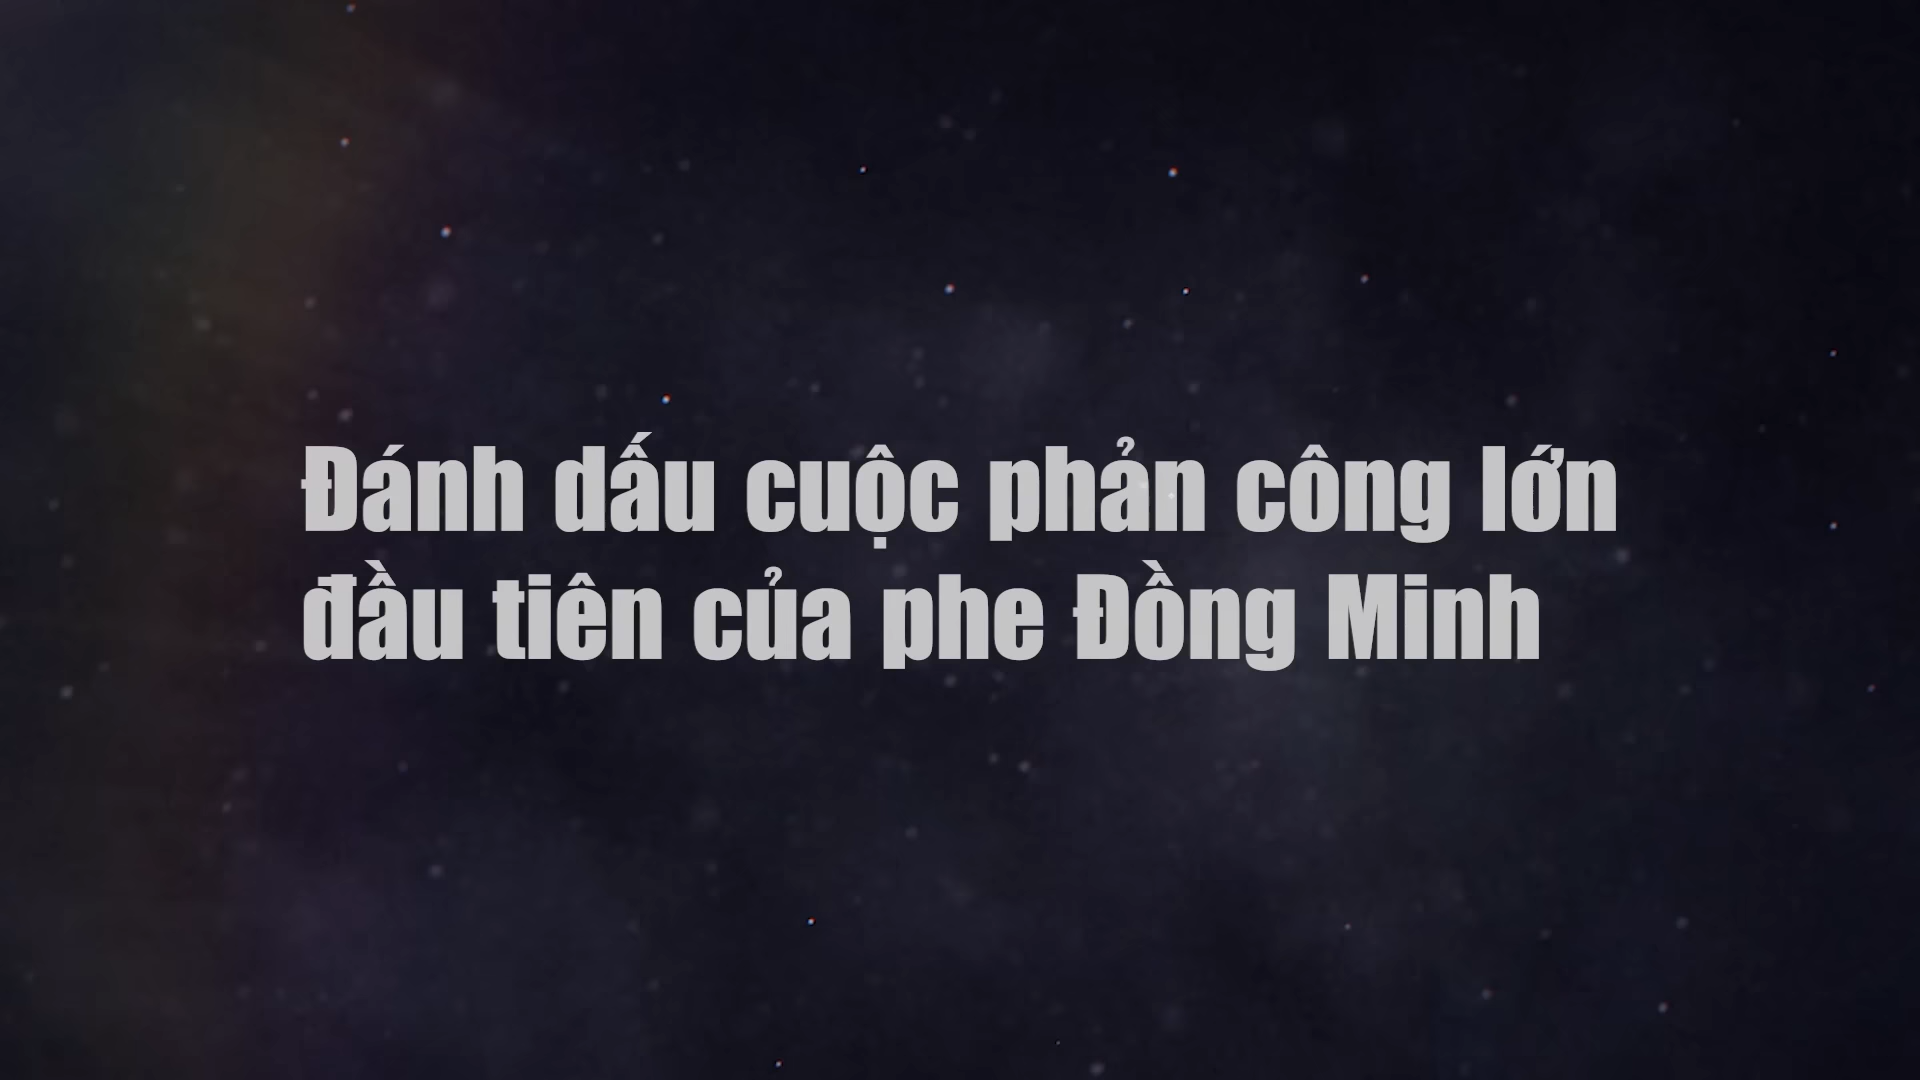 Đánh dấu cuộc phản công lớn
đầu tiên của phe Đồng Minh